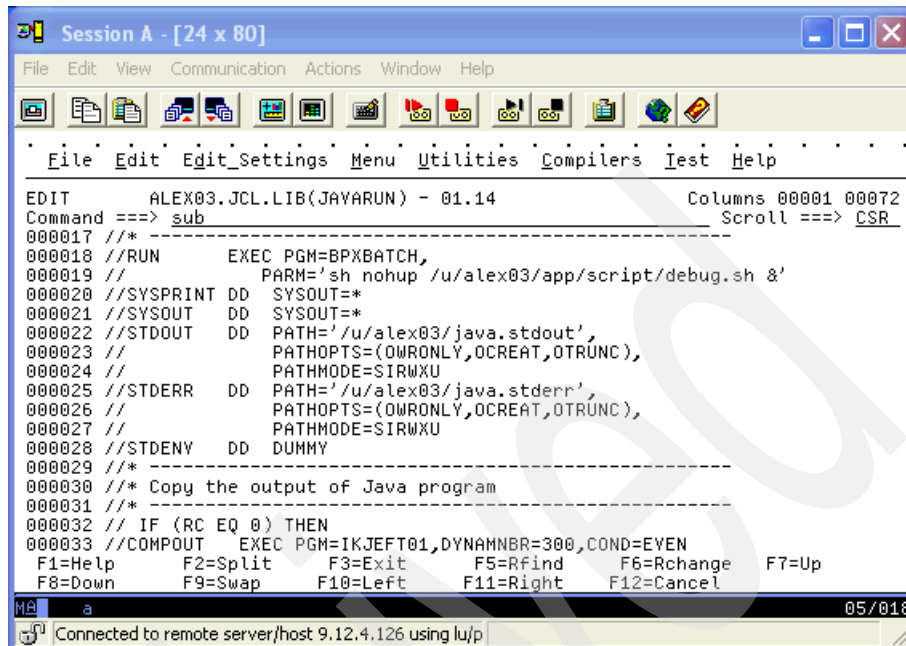 Session A - [24 x 80]
File Edit View Communication Actions Window Help
File Edit Edit_Settings Menu Utilities Compilers Test Help
EDIT ALEX03.JCL.LIB(JAVARUN) - 01.14 Columns 00001 00072
Command ===> sub Scroll ===> CSR
000017 //* ------------------------------------------------------
000018 //RUN EXEC PGM=BPXBATCH,
000019 // PARM='sh nohup /u/alex03/app/script/debug.sh &'
000020 //SYSPRINT DD SYSOUT=*
000021 //SYSOUT DD SYSOUT=*
000022 //STDOUT DD PATH='/u/alex03/java.stdout',
000023 // PATHOPTS=(OWRONLY,OCREAT,OTRUNC),
000024 // PATHMODE=SIRWXU
000025 //STDERR DD PATH='/u/alex03/java.stderr',
000026 // PATHOPTS=(OWRONLY,OCREAT,OTRUNC),
000027 // PATHMODE=SIRWXU
000028 //STDENV DD DUMMY
000029 //* ------------------------------------------------------
000030 //* Copy the output of Java program
000031 //* ------------------------------------------------------
000032 // IF (RC EQ 0) THEN
000033 //COMPOUT EXEC PGM=IKJEFT01,DYNAMNBR=300,COND=EVEN
F1=Help F2=Split F3=Exit F5=Rfind F6=Rchange F7=Up
F8=Down F9=Swap F10=Left F11=Right F12=Cancel
MA a 05/018
Connected to remote server/host 9.12.4.126 using lu/p